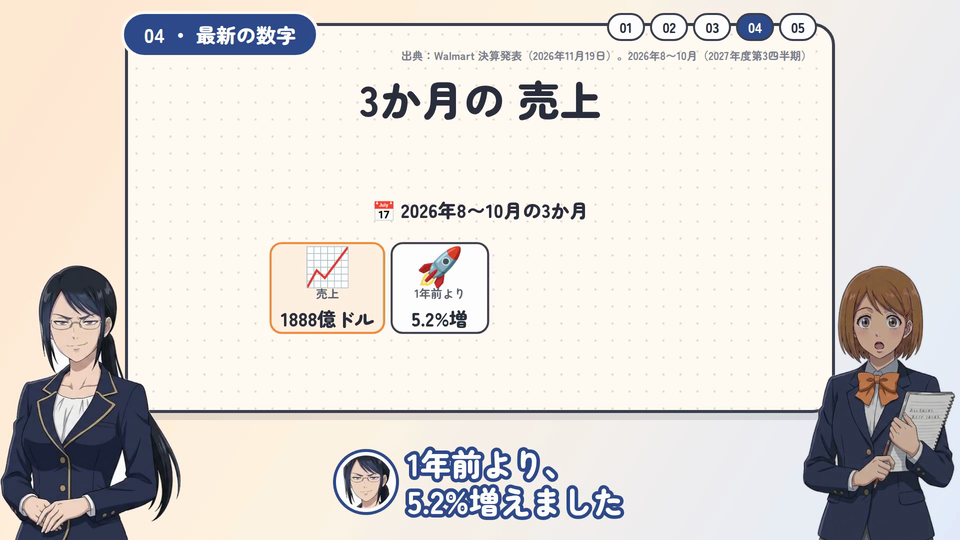 04 ・ 最新の数字
01 02 03 04 05
出典：Walmart 決算発表（2026年11月19日）。2026年8〜10月（2027年度第3四半期）
3か月の 売上
📅 2026年8〜10月の3か月
売上
1888億ドル
1年前より
5.2%増
1年前より、
5.2%増えました